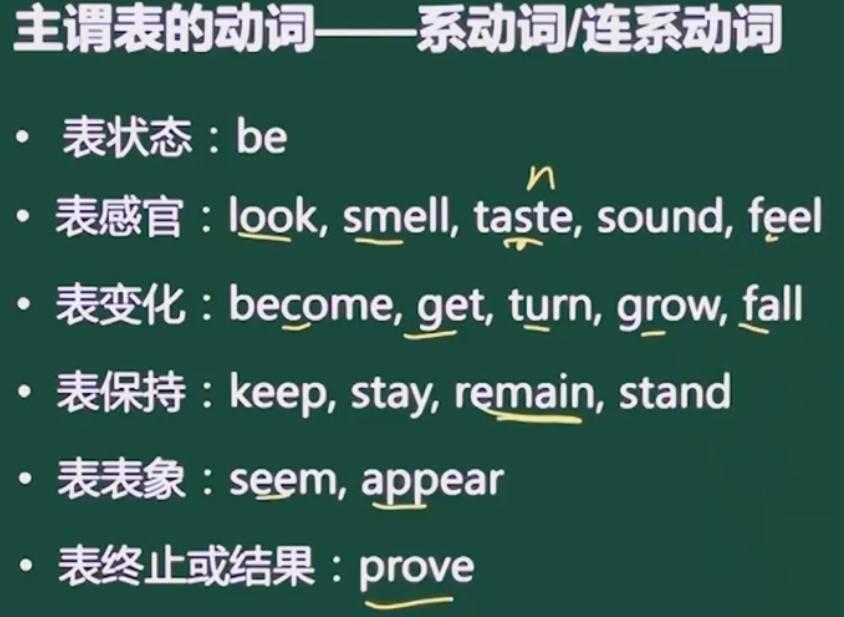 主谓表的动词——系动词/连系动词
• 表状态：be
n
• 表感官：look, smell, taste, sound, feel
• 表变化：become, get, turn, grow, fall
• 表保持：keep, stay, remain, stand
• 表表象：seem, appear
• 表终止或结果：prove